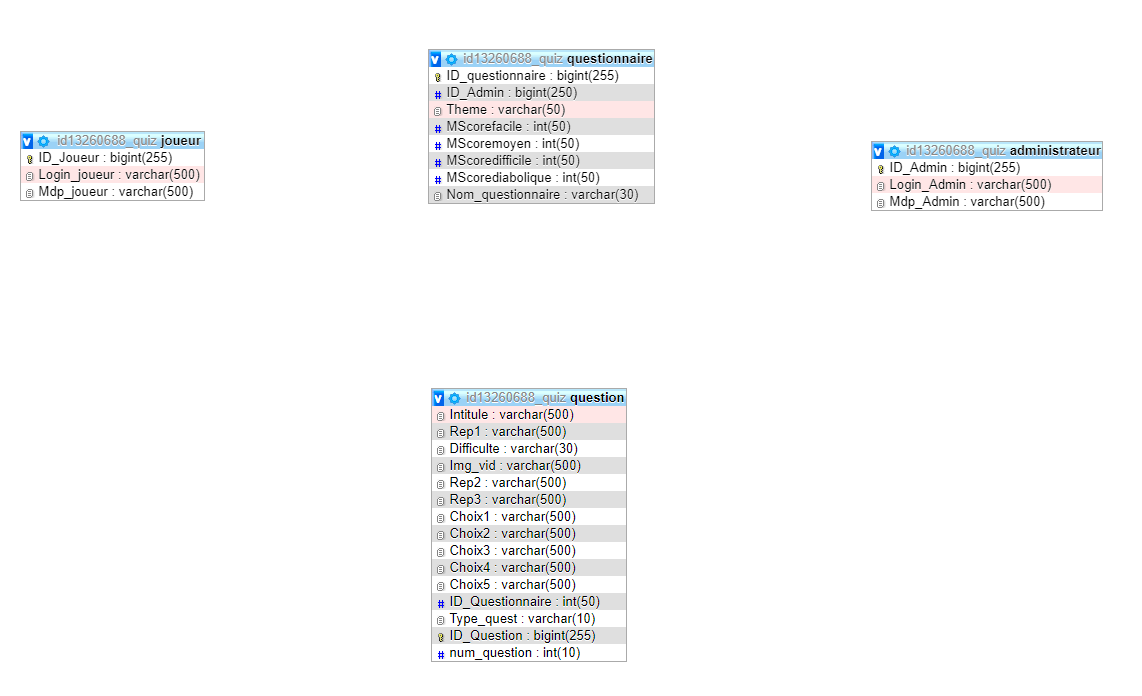 id13260688_quiz questionnaire
ID_questionnaire : bigint(255)
ID_Admin : bigint(250)
Theme : varchar(50)
MScorefacile : int(50)
MScoremoyen : int(50)
MScoredifficile : int(50)
MScorediabolique : int(50)
Nom_questionnaire : varchar(30)
id13260688_quiz joueur
ID_Joueur : bigint(255)
Login_joueur : varchar(500)
Mdp_joueur : varchar(500)
id13260688_quiz administrateur
ID_Admin : bigint(255)
Login_Admin : varchar(500)
Mdp_Admin : varchar(500)
id13260688_quiz question
Intitule : varchar(500)
Rep1 : varchar(500)
Difficulte : varchar(30)
Img_vid : varchar(500)
Rep2 : varchar(500)
Rep3 : varchar(500)
Choix1 : varchar(500)
Choix2 : varchar(500)
Choix3 : varchar(500)
Choix4 : varchar(500)
Choix5 : varchar(500)
ID_Questionnaire : int(50)
Type_quest : varchar(10)
ID_Question : bigint(255)
num_question : int(10)